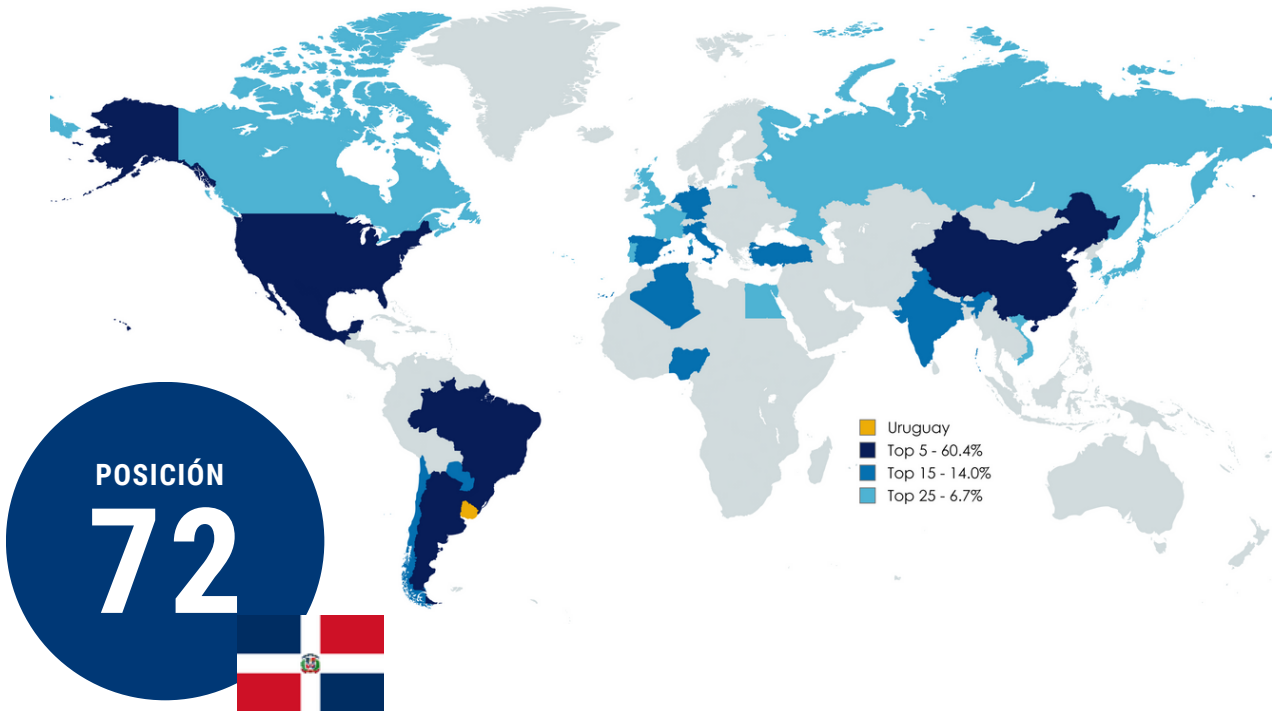 POSICIÓN
72
Uruguay
Top 5 - 60.4%
Top 15 - 14.0%
Top 25 - 6.7%